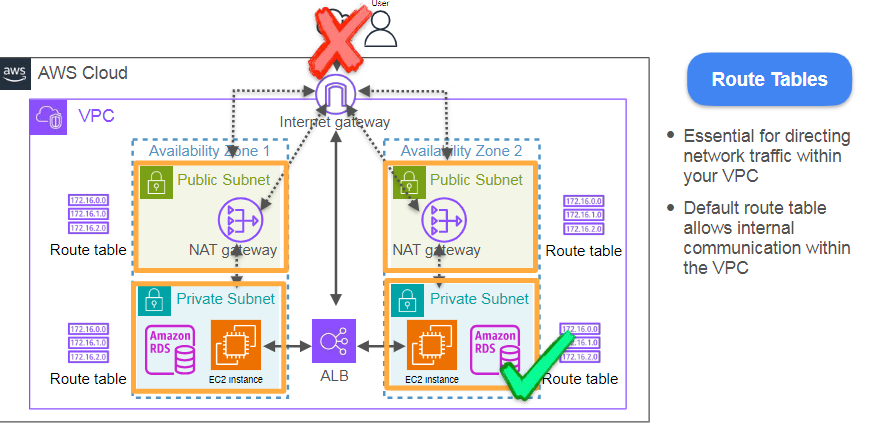 User
aws
AWS Cloud
VPC
Internet gateway
Availability Zone 1
Availability Zone 2
Public Subnet
Public Subnet
172.16.0.0
172.16.1.0
172.16.2.0
Route table
NAT gateway
NAT gateway
172.16.0.0
172.16.1.0
172.16.2.0
Route table
Private Subnet
Private Subnet
172.16.0.0
172.16.1.0
172.16.2.0
Route table
Amazon
RDS
EC2 instance
ALB
EC2 instance
Amazon
RDS
172.16.0.0
172.16.1.0
172.16.2.0
Route table
Route Tables
• Essential for directing
network traffic within
your VPC
• Default route table
allows internal
communication within
the VPC